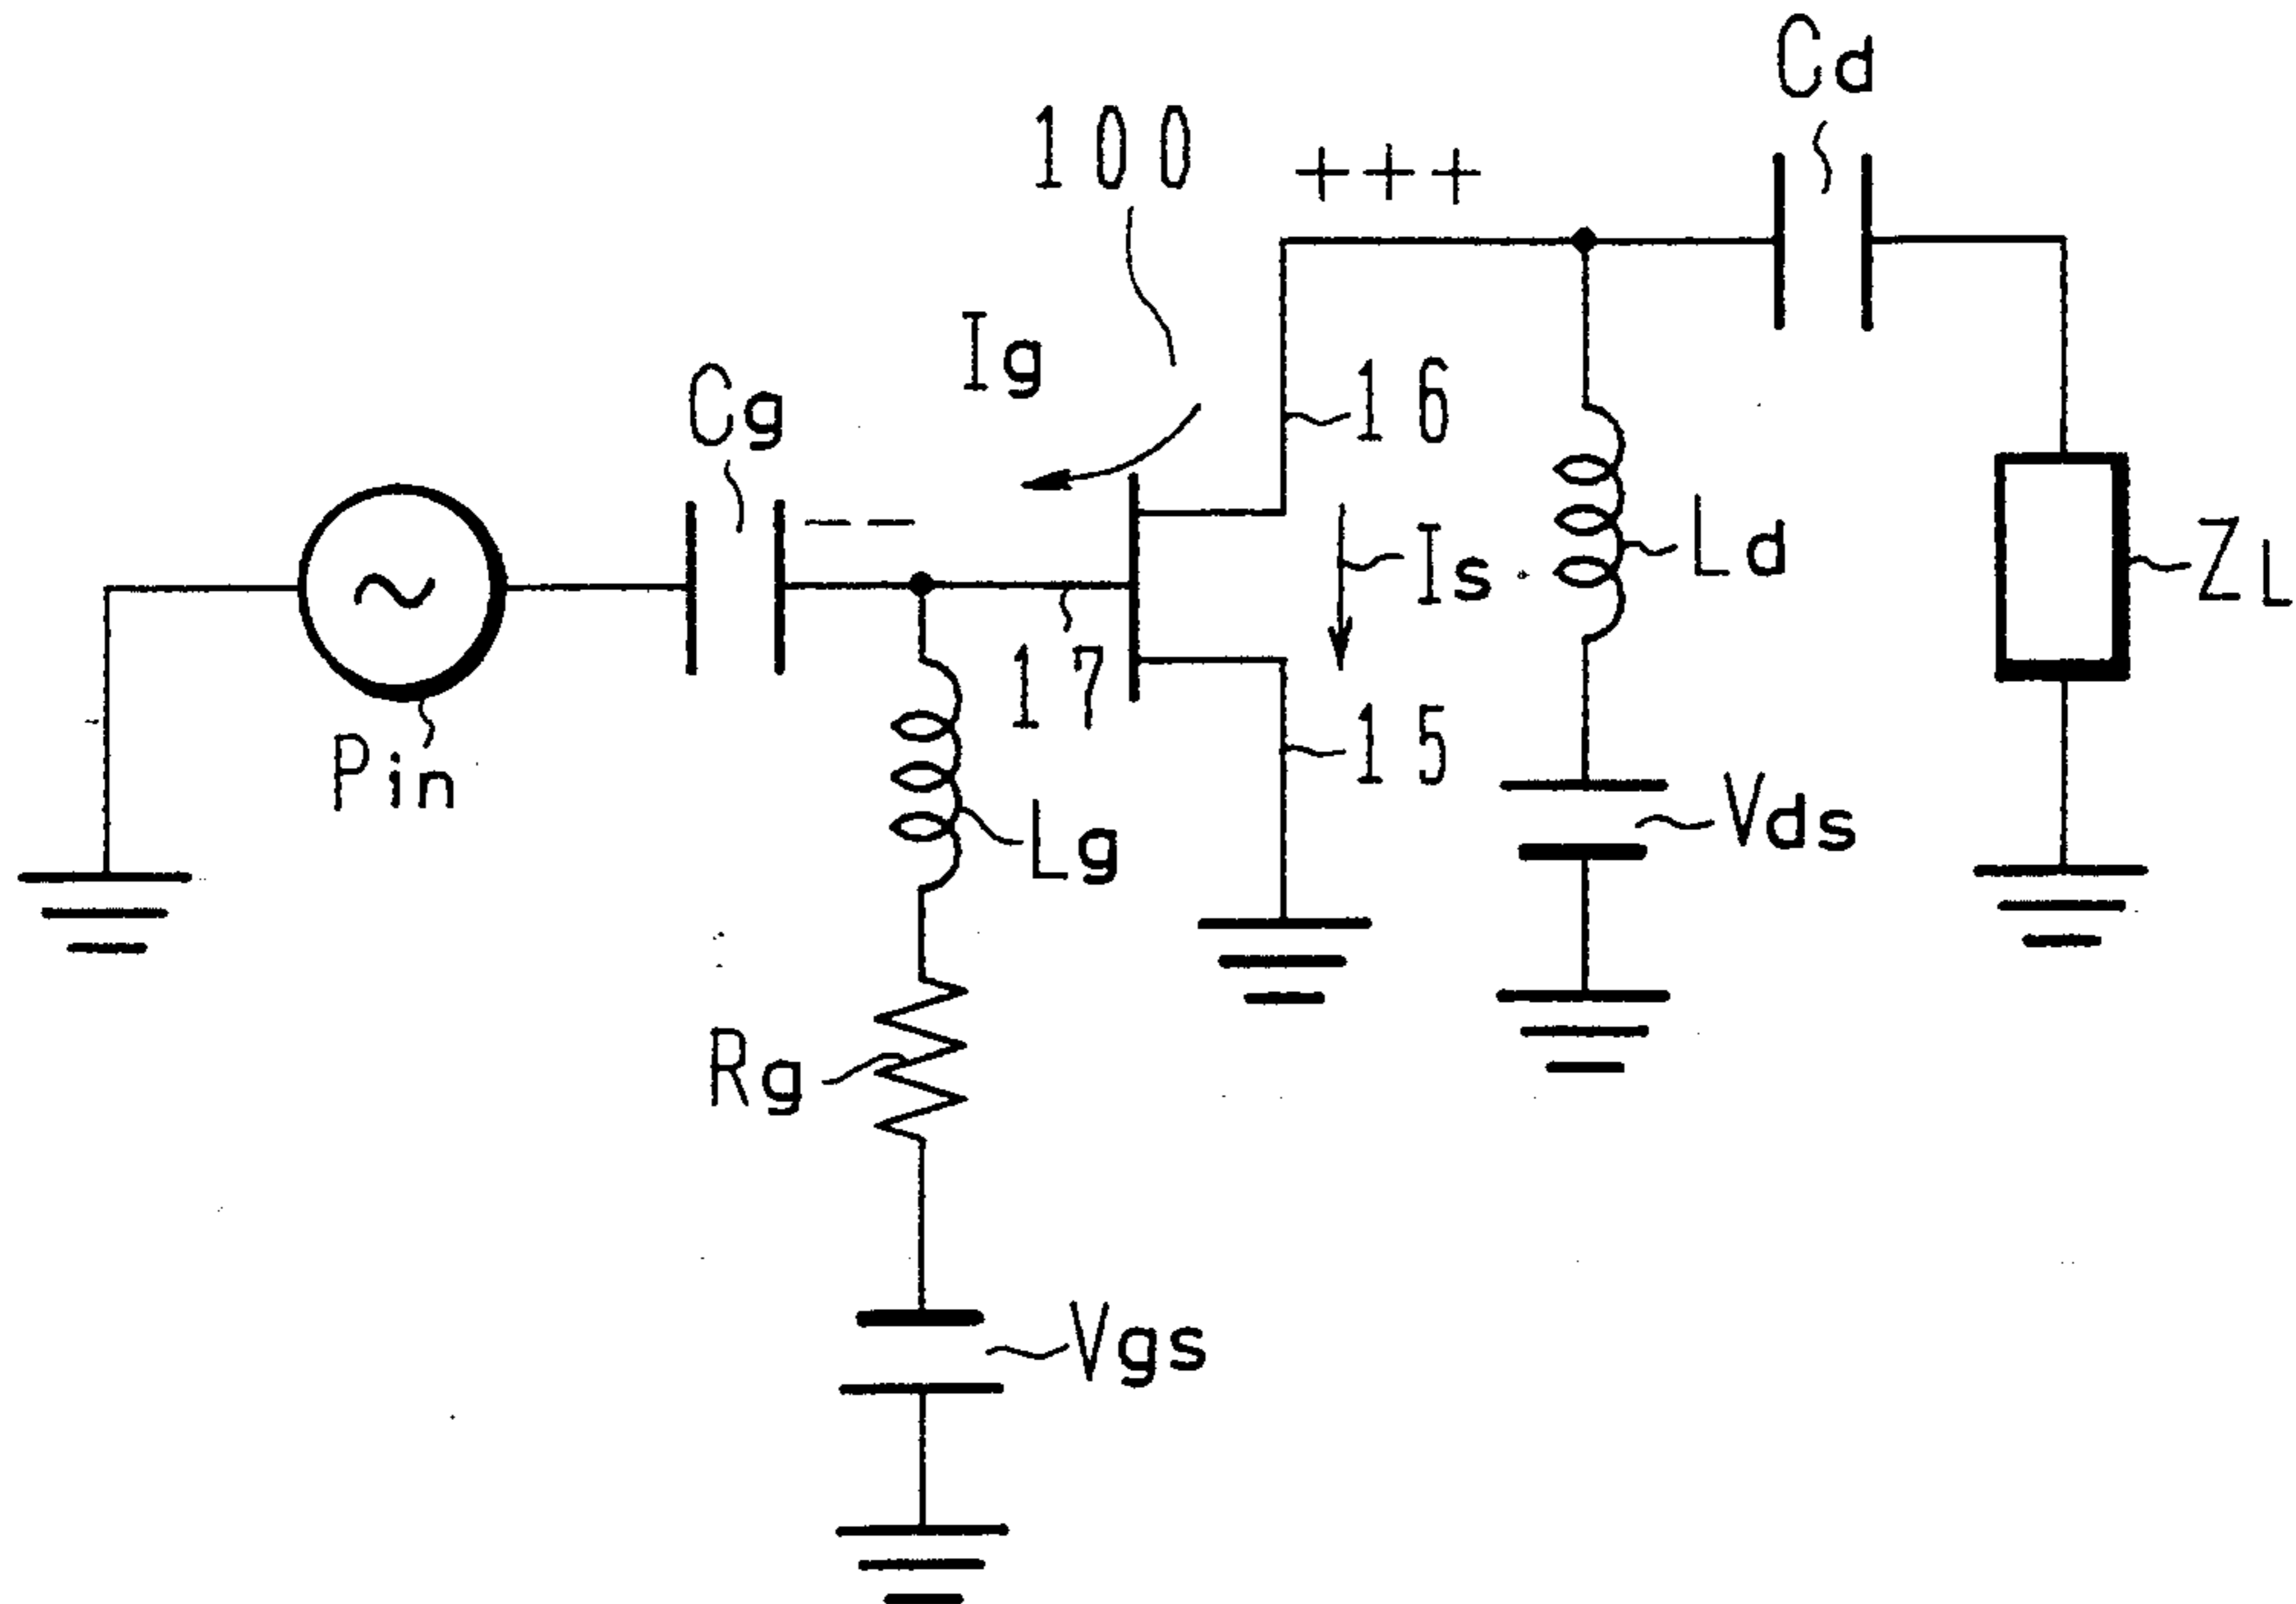 Cd
100
+++
Ig
16
Cg
--
Is
Ld
ZL
17
15
Pin
Lg
Vds
Rg
Vgs